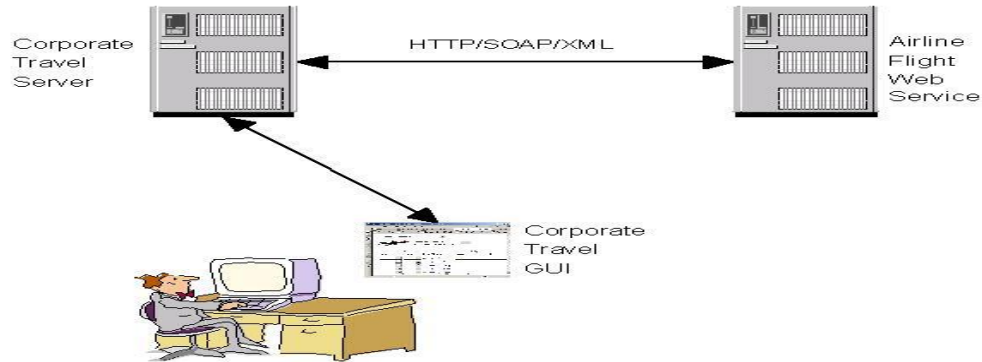 Corporate
Travel
Server
HTTP/SOAP/XML
Airline
Flight
Web
Service
Corporate
Travel
GUI